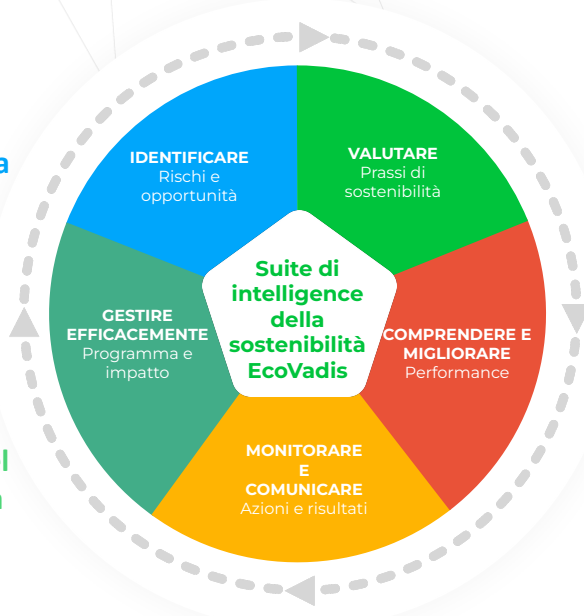 IDENTIFICARE
Rischi e
opportunità
VALUTARE
Prassi di
sostenibilità
Suite di
intelligence
della
sostenibilità
EcoVadis
GESTIRE
EFFICACEMENTE
Programma e
impatto
COMPRENDERE E
MIGLIORARE
Performance
MONITORARE
E
COMUNICARE
Azioni e risultati